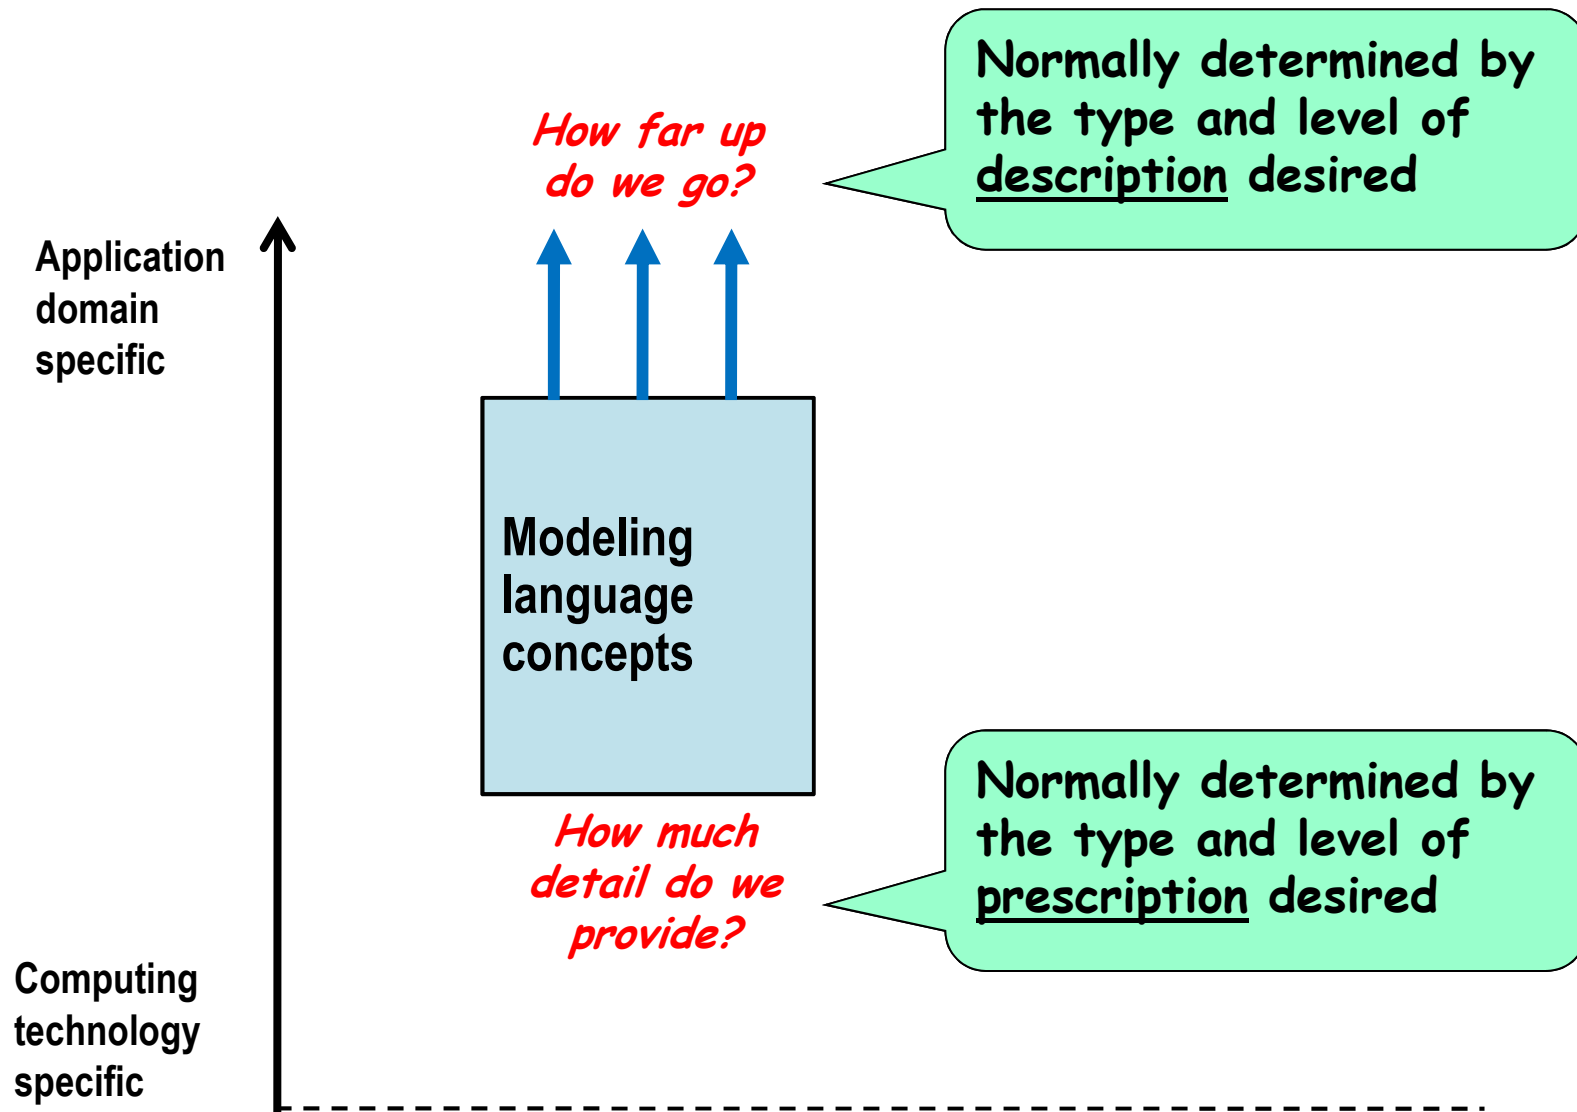 Normally determined by
the type and level of
description desired
How far up
do we go?
Application
domain
specific
Modeling
language
concepts
Normally determined by
the type and level of
prescription desired
How much
detail do we
provide?
Computing
technology
specific